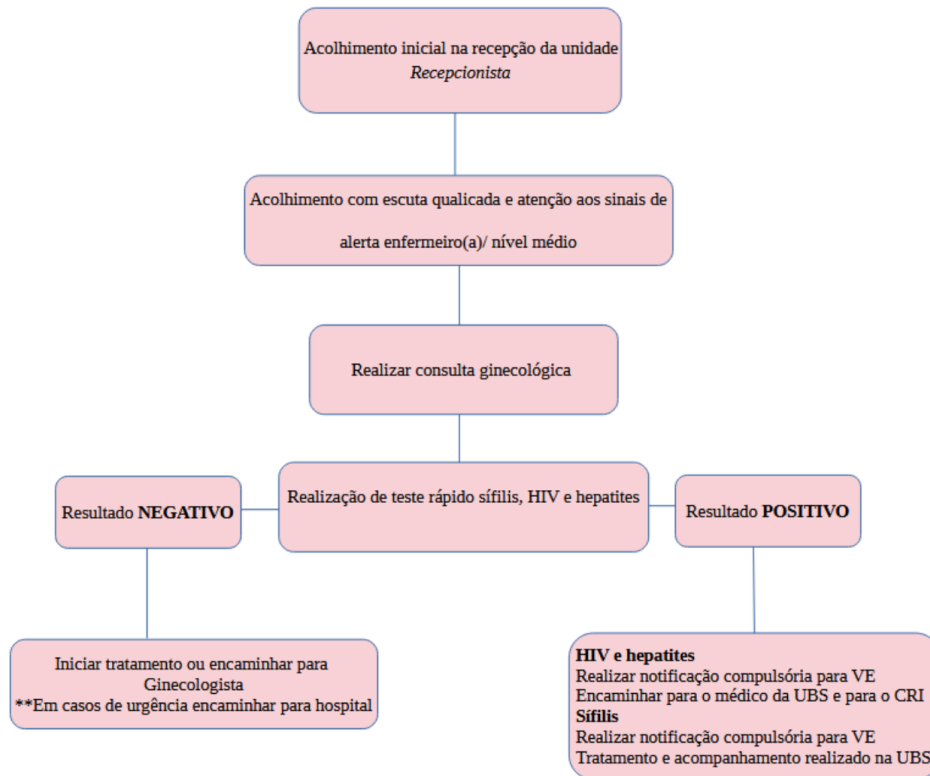 Acolhimento inicial na recepção da unidade
Recepcionista
Acolhimento com escuta qualicada e atenção aos sinais de
alerta enfermeiro(a)/ nível médio
Realizar consulta ginecológica
Realização de teste rápido sífilis, HIV e hepatites
Resultado NEGATIVO
Resultado POSITIVO
Iniciar tratamento ou encaminhar para
Ginecologista
**Em casos de urgência encaminhar para hospital
HIV e hepatites
Realizar notificação compulsória para VE
Encaminhar para o médico da UBS e para o CRI
Sífilis
Realizar notificação compulsória para VE
Tratamento e acompanhamento realizado na UBS